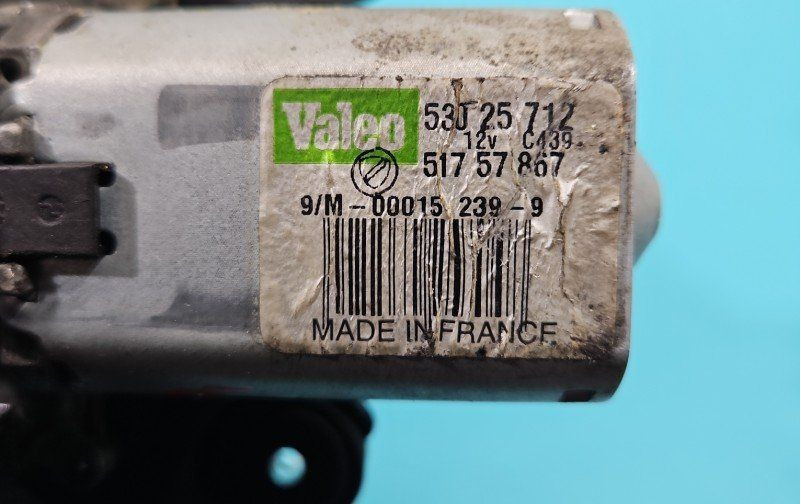 Valeo 530 25 712
12V C439
517 57 867
9/M-00015 239-9
MADE IN FRANCE